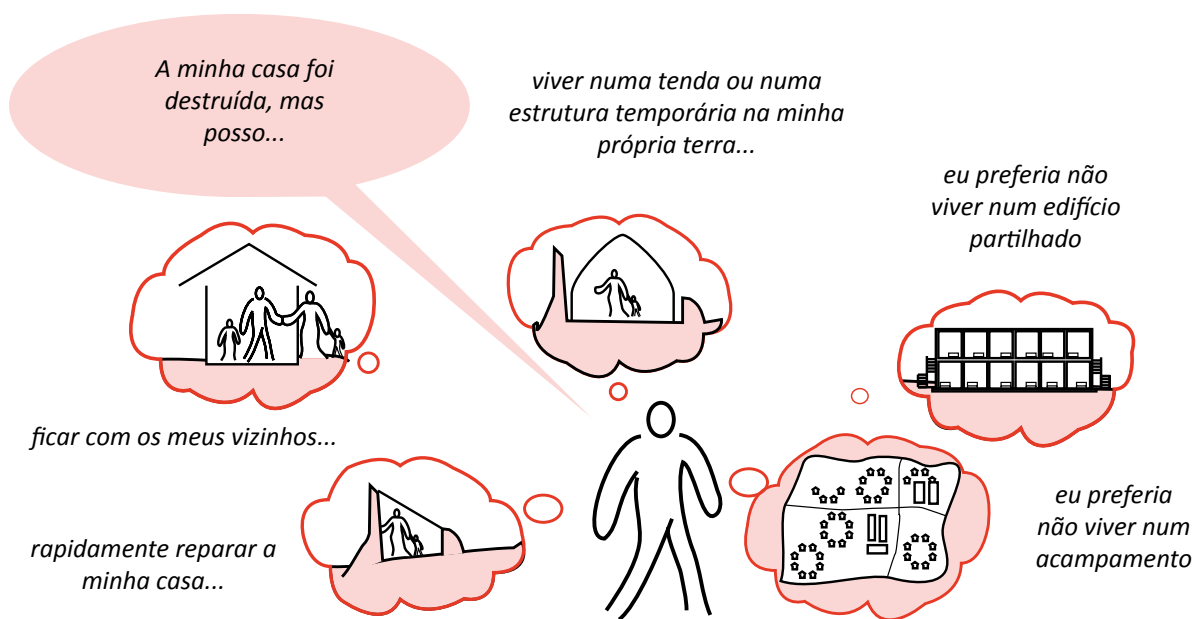 A minha casa foi
destruída, mas
posso...
viver numa tenda ou numa
estrutura temporária na minha
própria terra...
eu preferia não
viver num edifício
partilhado
ficar com os meus vizinhos...
rapidamente reparar a
minha casa...
eu preferia
não viver num
acampamento